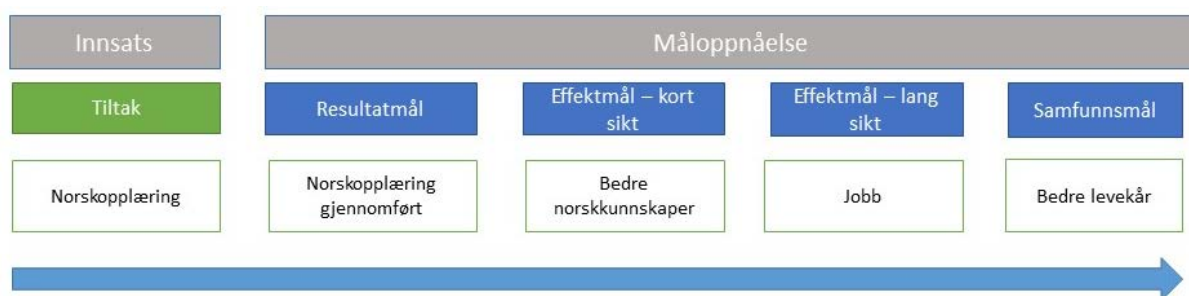 Innsats
Måloppnåelse
Tiltak
Resultatmål
Effektmål – kort
sikt
Effektmål – lang
sikt
Samfunnsmål
Norskopplæring
Norskopplæring
gjennomført
Bedre
norskkunnskaper
Jobb
Bedre levekår